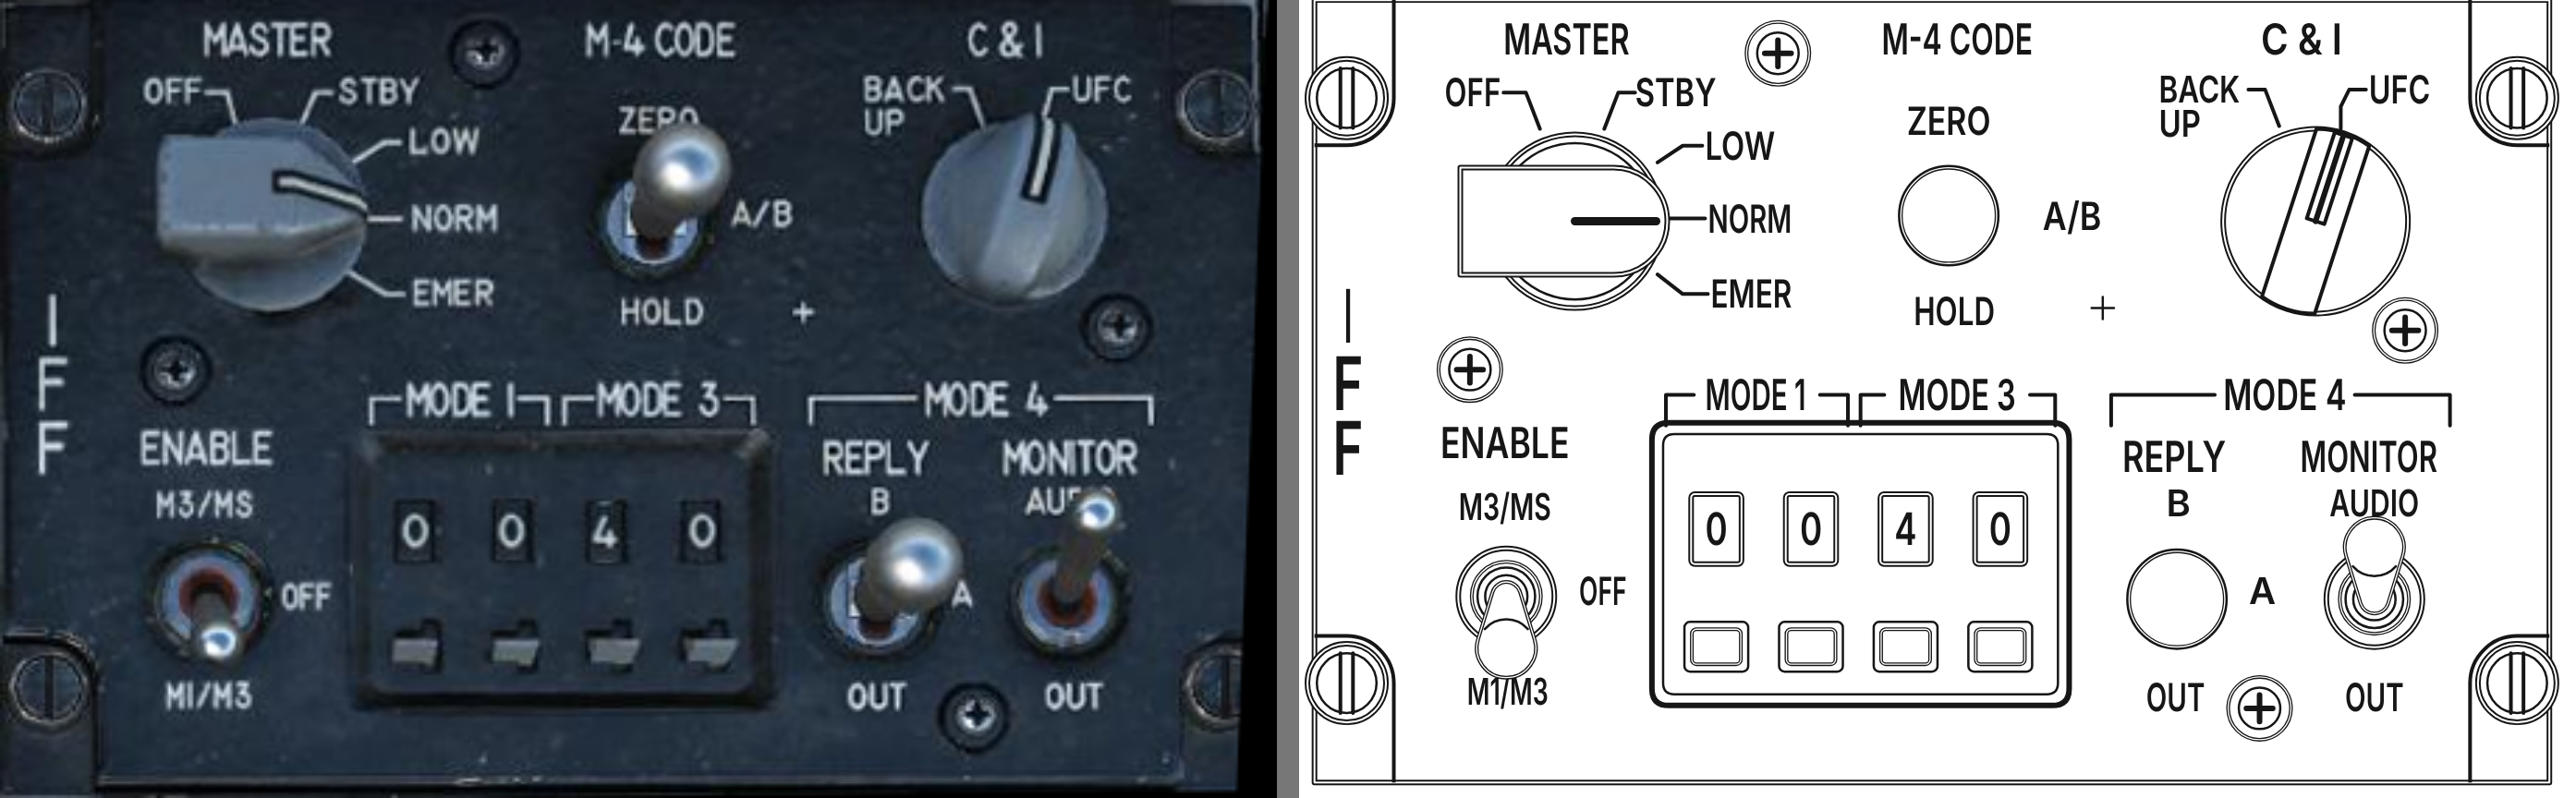 MASTER
M-4 CODE
C & I
OFF
STBY
LOW
NORM
EMER
ZERO
A/B
HOLD
BACK
UP
UFC
+
I
F
F
MODE 1
MODE 3
MODE 4
ENABLE
M3/MS
OFF
M1/M3
0 0 4 0
REPLY
B
A
OUT
MONITOR
AUDIO
OUT
MASTER
M-4 CODE
C & I
OFF
STBY
LOW
NORM
EMER
ZERO
A/B
HOLD
BACK
UP
UFC
+
I
F
F
MODE 1
MODE 3
MODE 4
ENABLE
M3/MS
OFF
M1/M3
0 0 4 0
REPLY
B
A
OUT
MONITOR
AUDIO
OUT